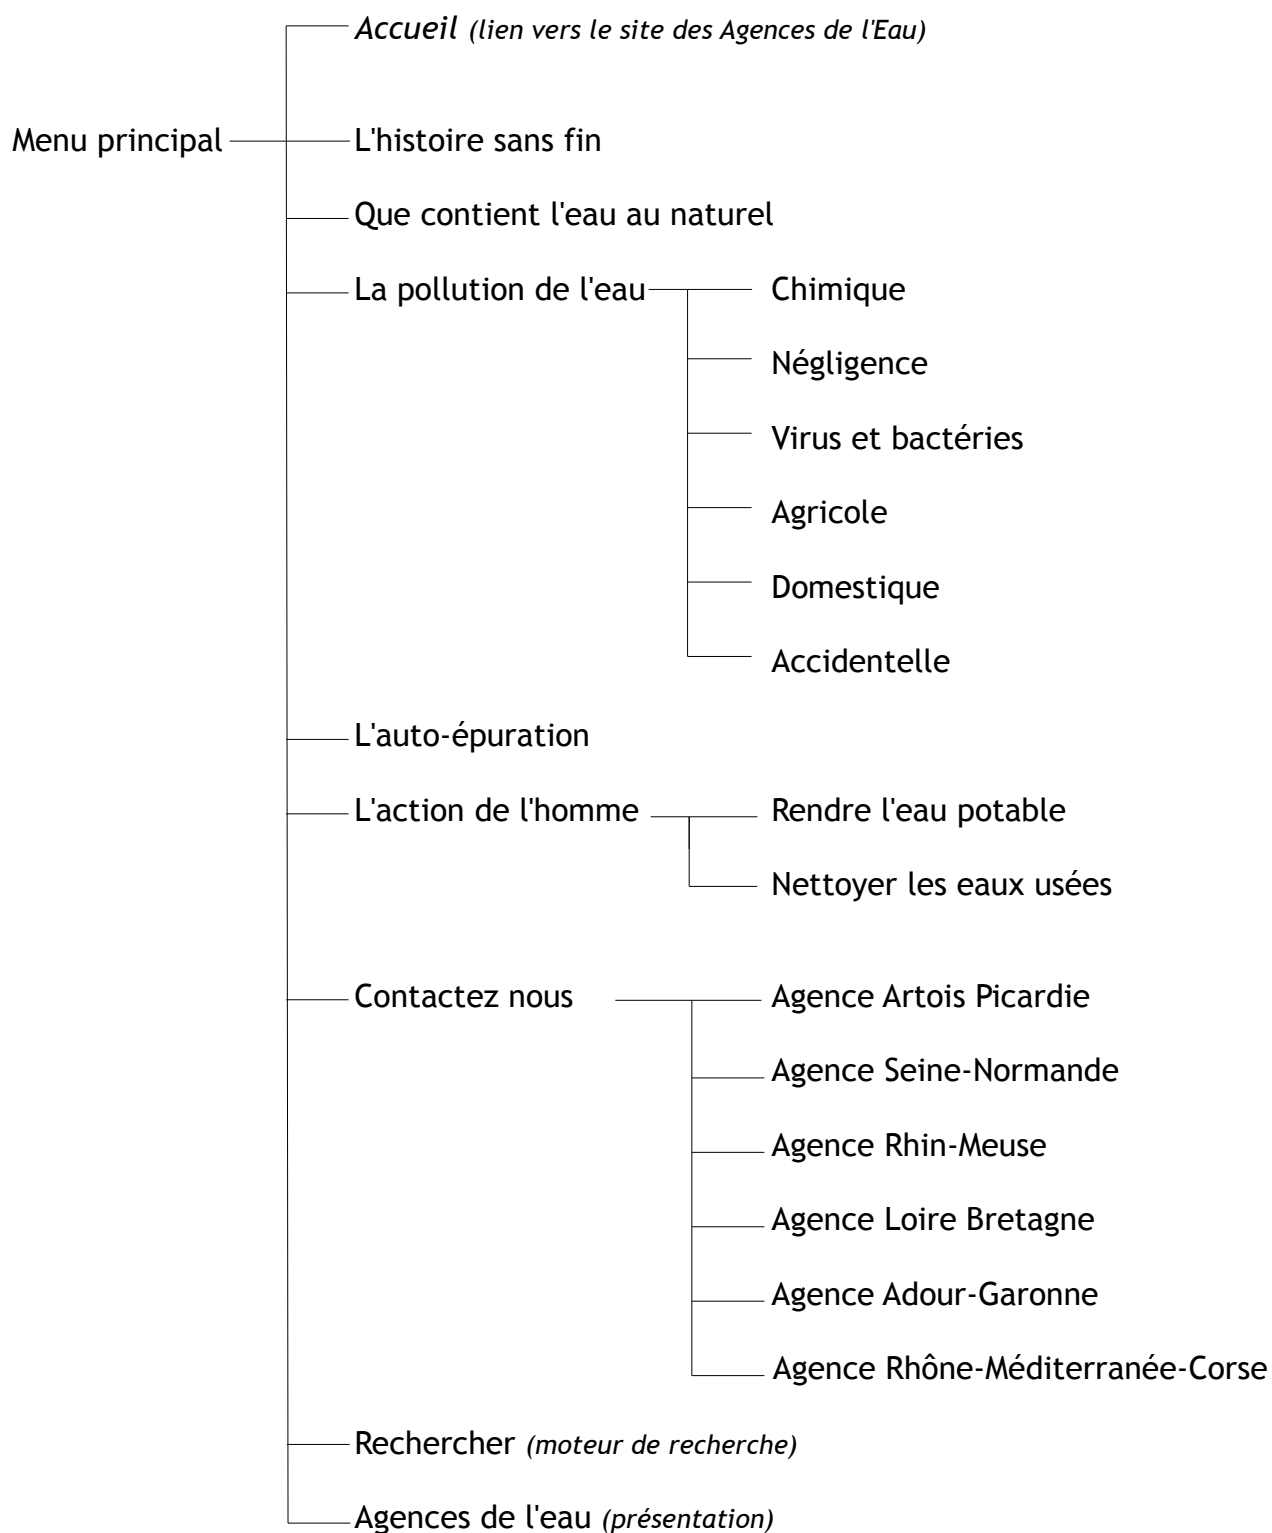 Accueil (lien vers le site des Agences de l'Eau)
Menu principal
L'histoire sans fin
Que contient l'eau au naturel
La pollution de l'eau
Chimique
Négligence
Virus et bactéries
Agricole
Domestique
Accidentelle
L'auto-épuration
L'action de l'homme
Rendre l'eau potable
Nettoyer les eaux usées
Contactez nous
Agence Artois Picardie
Agence Seine-Normande
Agence Rhin-Meuse
Agence Loire Bretagne
Agence Adour-Garonne
Agence Rhône-Méditerranée-Corse
Rechercher (moteur de recherche)
Agences de l'eau (présentation)